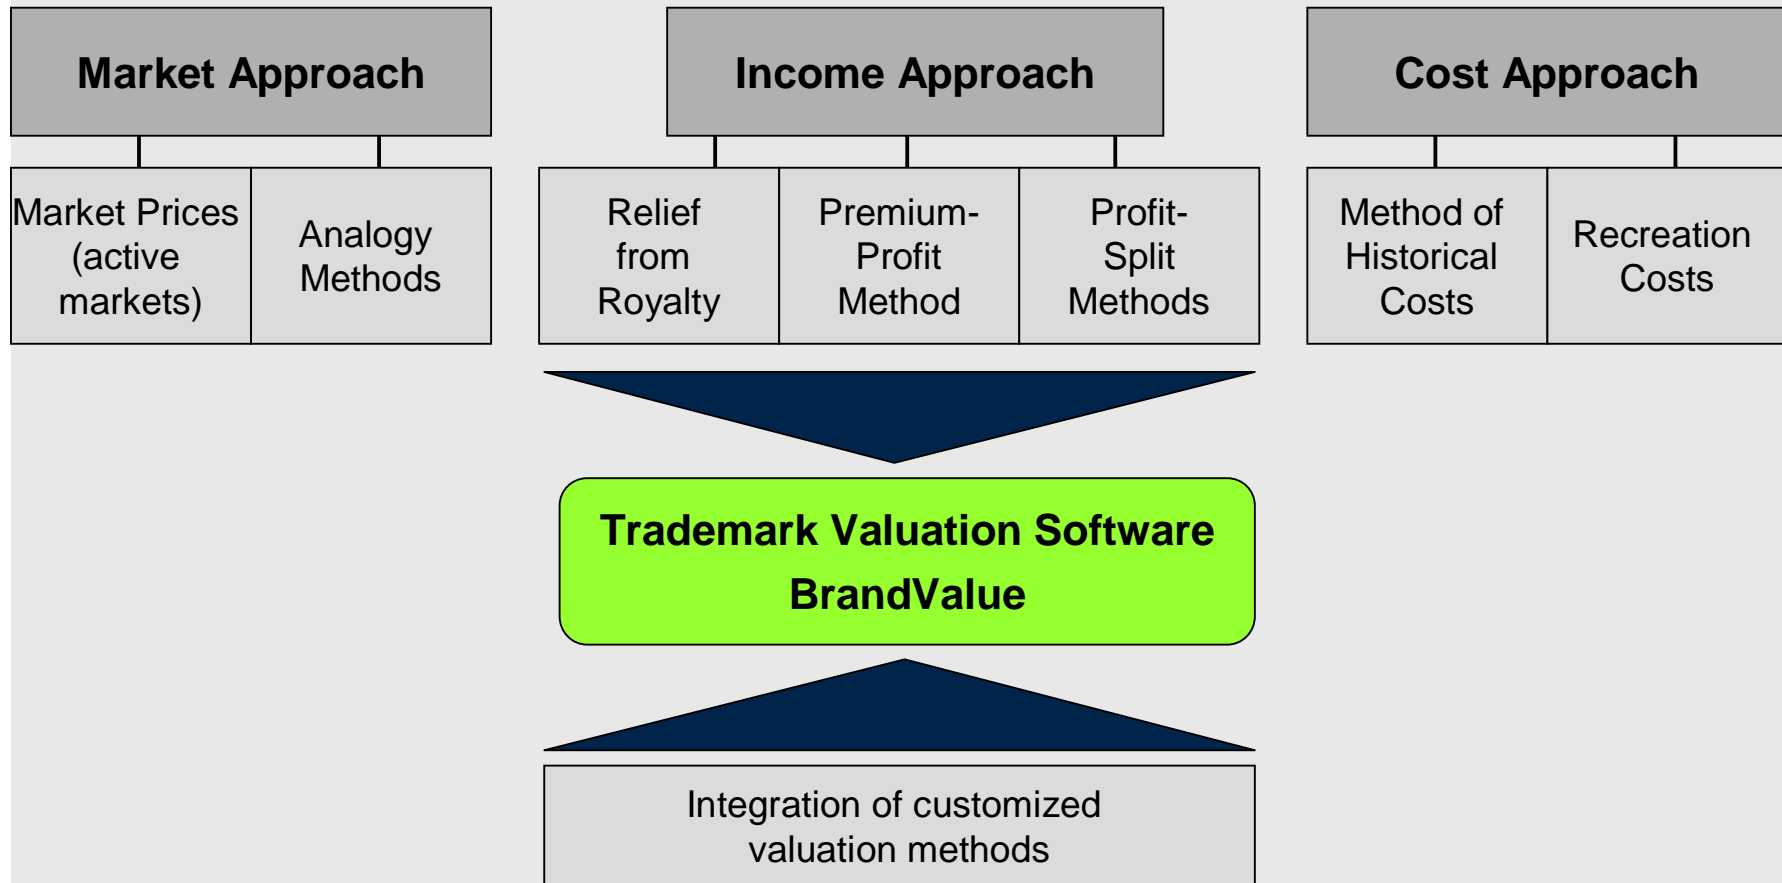 Market Approach
Income Approach
Cost Approach
Market Prices
(active
markets)
Analogy
Methods
Relief
from
Royalty
Premium-
Profit
Method
Profit-
Split
Methods
Method of
Historical
Costs
Recreation
Costs
Trademark Valuation Software
BrandValue
Integration of customized
valuation methods